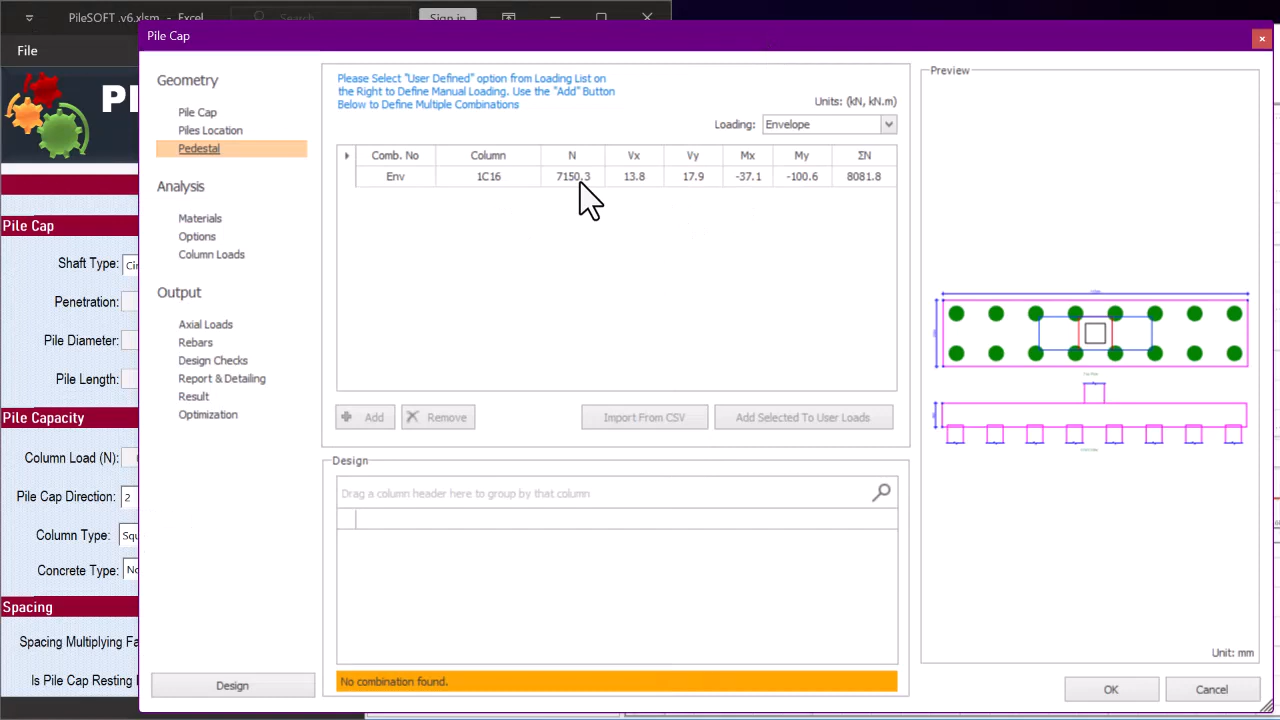 PileSOFT
Sign in
File
P
Pile Cap
Shaft Type:
Cir
Penetration:
Pile Diameter:
Pile Length:
Pile Capacity
Column Load (N):
Pile Cap Direction:
2
Column Type:
Squ
Concrete Type:
No
Spacing
Spacing Multiplying Fa
Is Pile Cap Resting
Pile Cap
Geometry
Pile Cap
Piles Location
Pedestal
Analysis
Materials
Options
Column Loads
Output
Axial Loads
Rebars
Design Checks
Report & Detailing
Result
Optimization
Design
Please Select "User Defined" option from Loading List on
the Right to Define Manual Loading. Use the "Add" Button
Below to Define Multiple Combinations
Units: (kN, kN.m)
Loading: Envelope
Comb. No Column N Vx Vy Mx My ΣN
Env 1C16 7150.3 13.8 17.9 -37.1 -100.6 8081.8
Add Remove Import From CSV Add Selected To User Loads
Design
Drag a column header here to group by that column
No combination found.
Preview
Unit: mm
OK Cancel